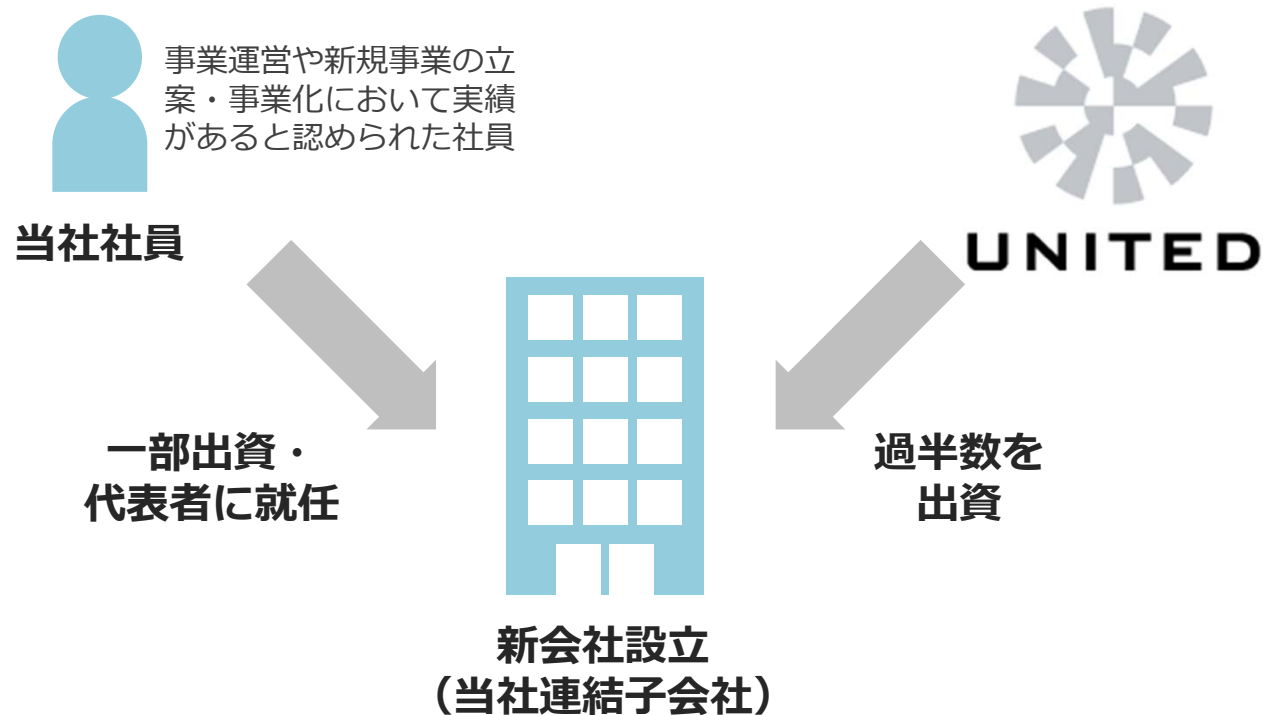 事業運営や新規事業の立
案・事業化において実績
があると認められた社員
当社社員
UNITED
一部出資・
代表者に就任
過半数を
出資
新会社設立
（当社連結子会社）